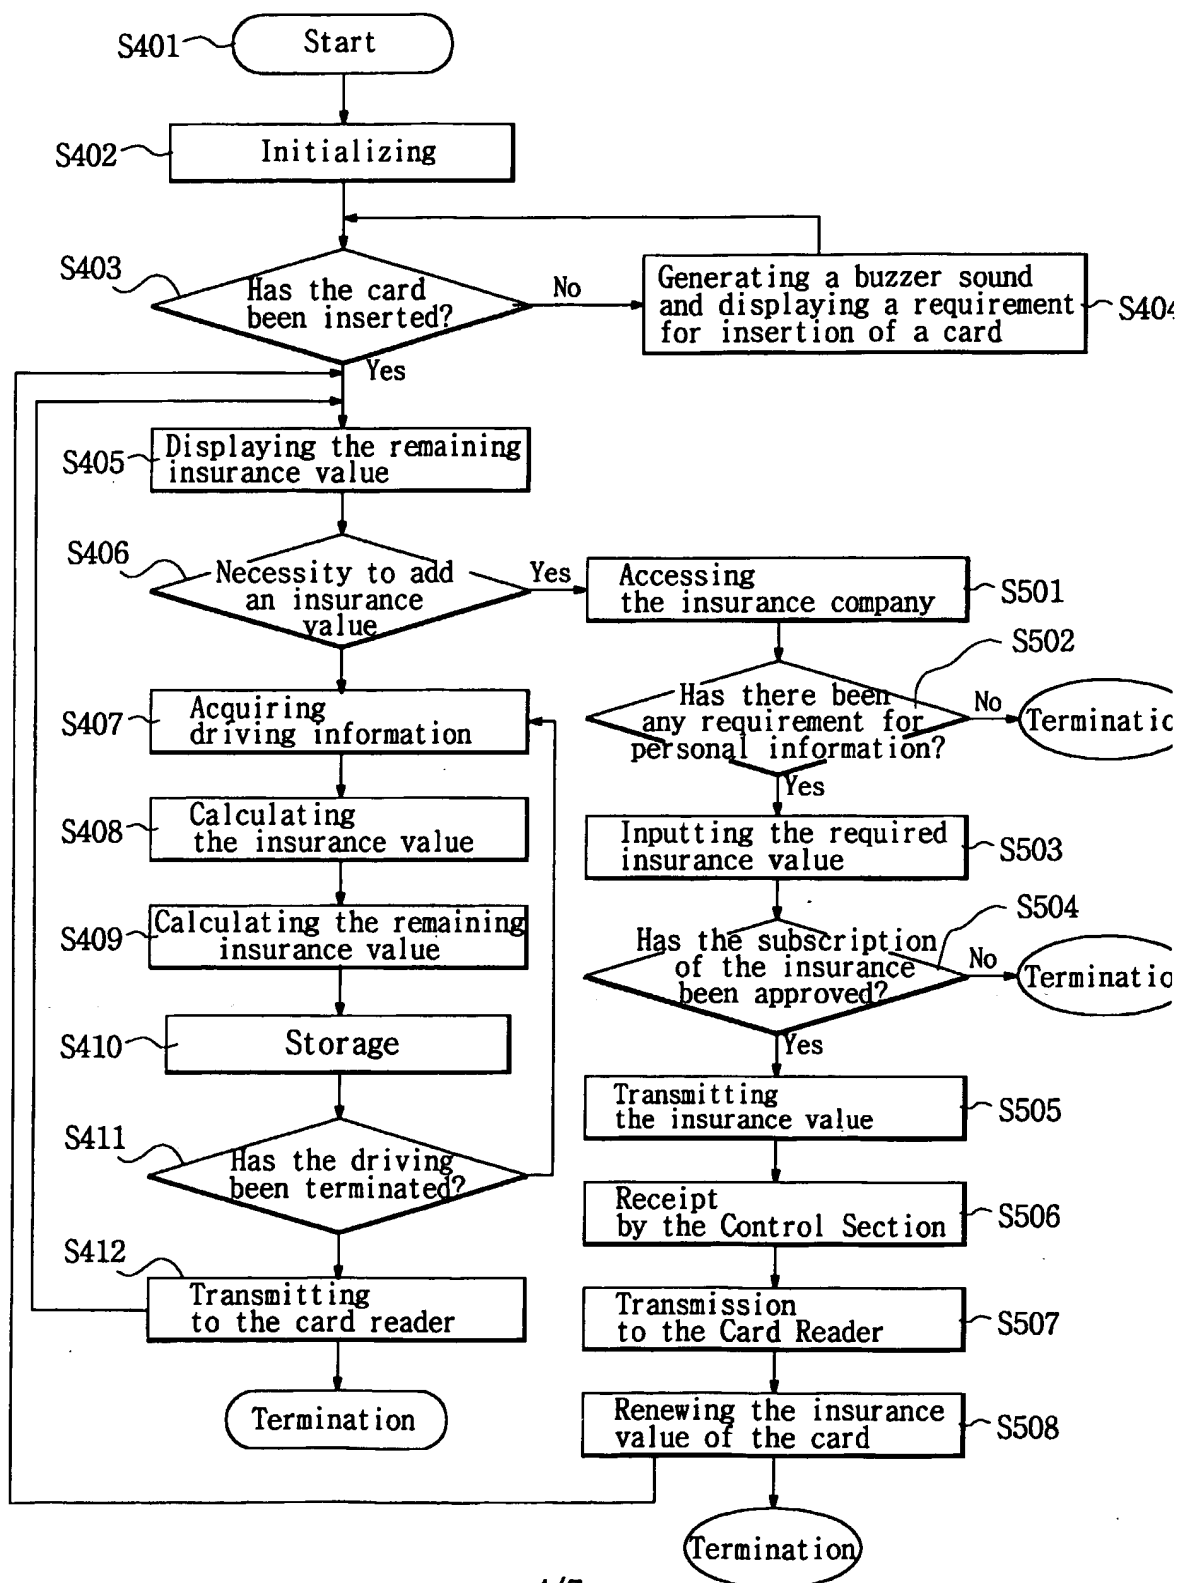 S401
Start
S402
Initializing
S403
Has the card
been inserted?
No
Generating a buzzer sound
and displaying a requirement
for insertion of a card
S404
Yes
S405
Displaying the remaining
insurance value
S406
Necessity to add
an insurance
value
Yes
Accessing
the insurance company
S501
S502
Has there been
any requirement for
personal information?
No
Terminatio
Yes
S407
Acquiring
driving information
S408
Calculating
the insurance value
Inputting the required
insurance value
S503
S409
Calculating the remaining
insurance value
S504
Has the subscription
of the insurance
been approved?
No
Terminatio
Yes
S410
Storage
S505
Transmitting
the insurance value
S411
Has the driving
been terminated?
Receipt
by the Control Section
S506
S412
Transmitting
to the card reader
Transmission
to the Card Reader
S507
Termination
Renewing the insurance
value of the card
S508
Termination